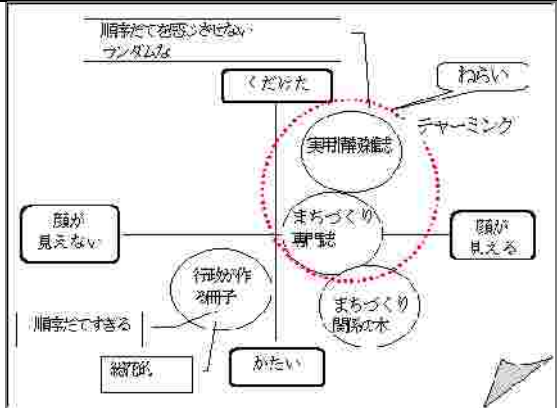 順序だてを感じさせない
ランダムな
くだけた
ねらい
チャーミング
実用情報雑誌
顔が
見えない
まちづくり
専門誌
顔が
見える
行政が作
る冊子
まちづくり
関係の本
順序だてすぎる
総花的
かたい